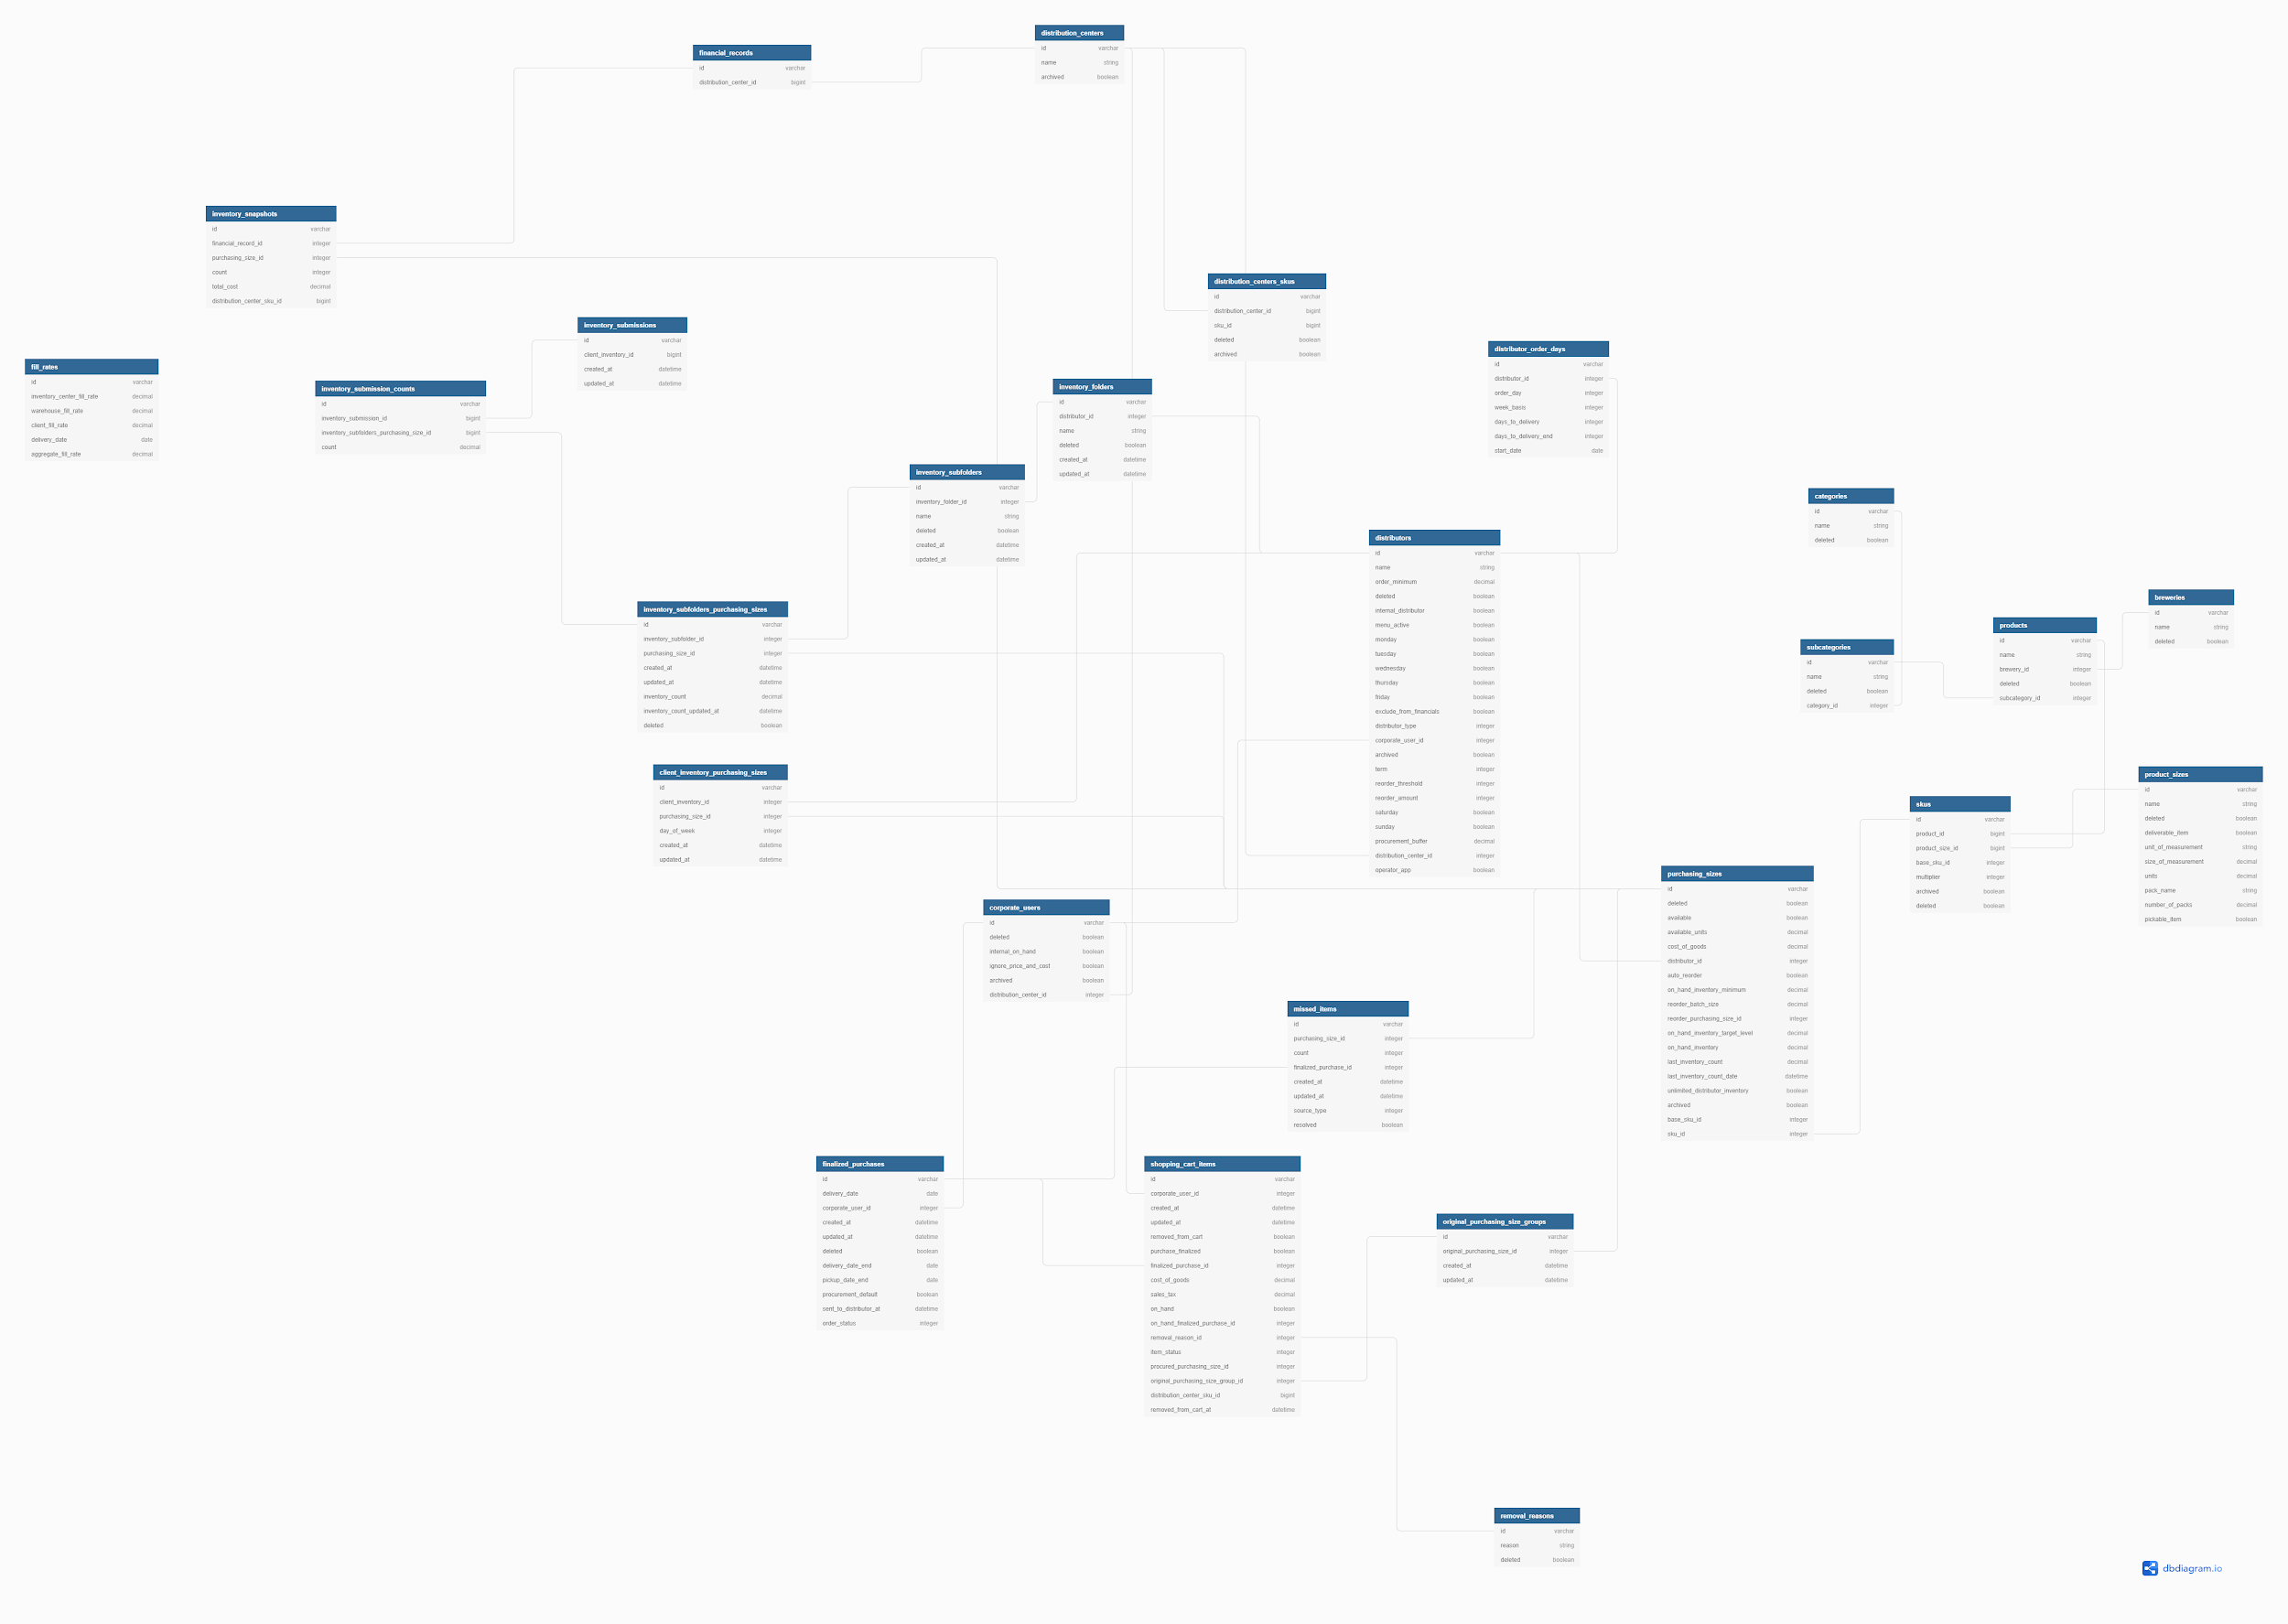 distribution_centers
id varchar
name string
archived boolean
financial_records
id varchar
distribution_center_id bigint
inventory_snapshots
id varchar
financial_record_id integer
purchasing_size_id integer
count integer
total_cost decimal
distribution_center_sku_id bigint
distribution_centers_skus
id varchar
distribution_center_id bigint
sku_id bigint
deleted boolean
archived boolean
inventory_submissions
id varchar
client_inventory_id bigint
created_at datetime
updated_at datetime
distributor_order_days
id varchar
distributor_id integer
order_day integer
week_basis integer
days_to_delivery integer
days_to_delivery_end integer
start_date date
fill_rates
id varchar
inventory_center_fill_rate decimal
warehouse_fill_rate decimal
client_fill_rate decimal
delivery_date date
aggregate_fill_rate decimal
inventory_submission_counts
id varchar
inventory_submission_id bigint
inventory_subfolders_purchasing_size_id bigint
count decimal
inventory_folders
id varchar
distributor_id integer
name string
deleted boolean
created_at datetime
updated_at datetime
inventory_subfolders
id varchar
inventory_folder_id integer
name string
deleted boolean
created_at datetime
updated_at datetime
categories
id varchar
name string
deleted boolean
distributors
id varchar
name string
order_minimum decimal
deleted boolean
internal_distributor boolean
menu_active boolean
monday boolean
tuesday boolean
wednesday boolean
thursday boolean
friday boolean
exclude_from_financials boolean
distributor_type integer
corporate_user_id integer
archived boolean
term integer
reorder_threshold integer
reorder_amount integer
saturday boolean
sunday boolean
procurement_buffer decimal
distribution_center_id integer
operator_app boolean
breweries
id varchar
name string
deleted boolean
inventory_subfolders_purchasing_sizes
id varchar
inventory_subfolder_id integer
purchasing_size_id integer
created_at datetime
updated_at datetime
inventory_count decimal
inventory_count_updated_at datetime
deleted boolean
products
id varchar
name string
brewery_id integer
deleted boolean
subcategory_id integer
subcategories
id varchar
name string
deleted boolean
category_id integer
client_inventory_purchasing_sizes
id varchar
client_inventory_id integer
purchasing_size_id integer
day_of_week integer
created_at datetime
updated_at datetime
product_sizes
id varchar
name string
deleted boolean
deliverable_item boolean
unit_of_measurement string
size_of_measurement decimal
units decimal
pack_name string
number_of_packs decimal
pickable_item boolean
skus
id varchar
product_id bigint
product_size_id bigint
base_sku_id integer
multiplier integer
archived boolean
deleted boolean
purchasing_sizes
id varchar
deleted boolean
available boolean
available_units decimal
cost_of_goods decimal
distributor_id integer
auto_reorder boolean
on_hand_inventory_minimum decimal
reorder_batch_size decimal
reorder_purchasing_size_id integer
on_hand_inventory_target_level decimal
on_hand_inventory decimal
last_inventory_count decimal
last_inventory_count_date datetime
unlimited_distributor_inventory boolean
archived boolean
base_sku_id integer
sku_id integer
corporate_users
id varchar
deleted boolean
internal_on_hand boolean
ignore_price_and_cost boolean
archived boolean
distribution_center_id integer
missed_items
id varchar
purchasing_size_id integer
count integer
finalized_purchase_id integer
created_at datetime
updated_at datetime
source_type integer
resolved boolean
finalized_purchases
id varchar
delivery_date date
corporate_user_id integer
created_at datetime
updated_at datetime
deleted boolean
delivery_date_end date
pickup_date_end date
procurement_default boolean
sent_to_distributor_at datetime
order_status integer
shopping_cart_items
id varchar
corporate_user_id integer
created_at datetime
updated_at datetime
removed_from_cart boolean
purchase_finalized boolean
finalized_purchase_id integer
cost_of_goods decimal
sales_tax decimal
on_hand boolean
on_hand_finalized_purchase_id integer
removal_reason_id integer
item_status integer
procured_purchasing_size_id integer
original_purchasing_size_group_id integer
distribution_center_sku_id bigint
removed_from_cart_at datetime
original_purchasing_size_groups
id varchar
original_purchasing_size_id integer
created_at datetime
updated_at datetime
removal_reasons
id varchar
reason string
deleted boolean
dbdiagram.io